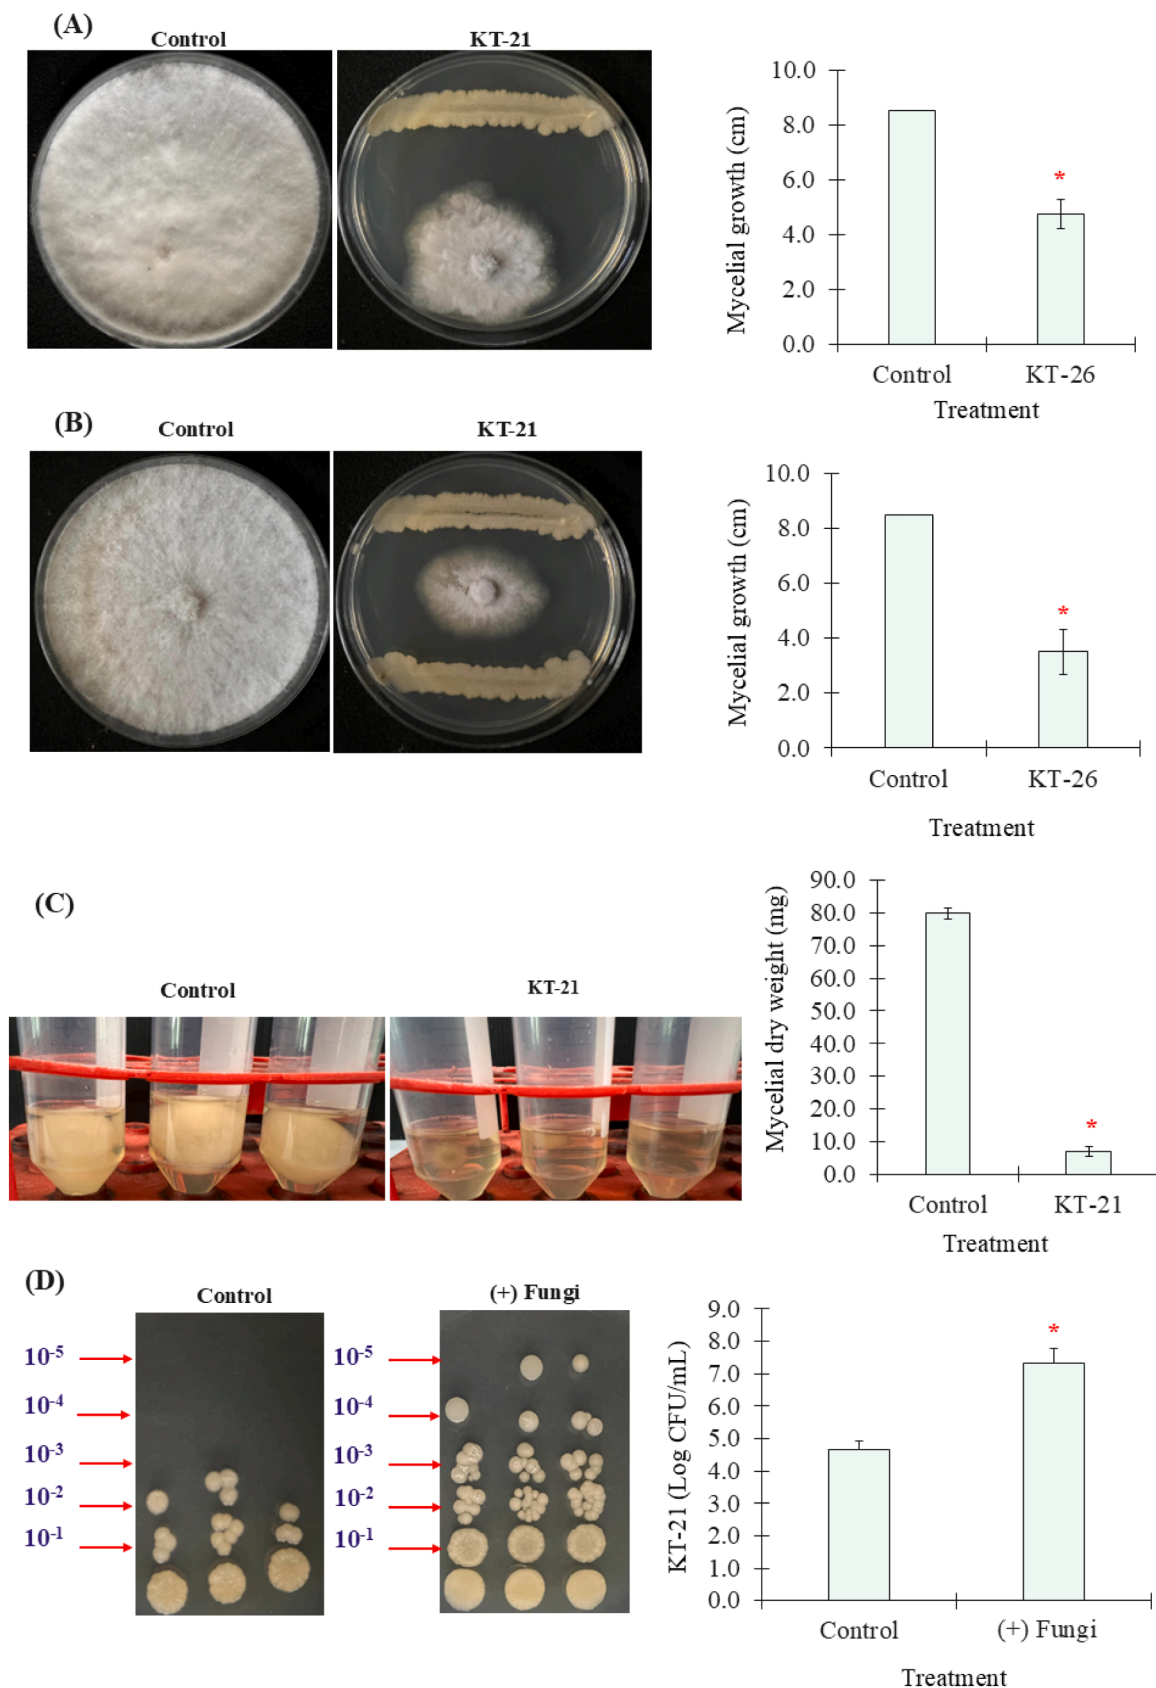 (A)
Control
KT-21
10.0
8.0
6.0
4.0
2.0
0.0
Mycelial growth (cm)
*
Control
KT-26
Treatment
(B)
Control
KT-21
10.0
8.0
6.0
4.0
2.0
0.0
Mycelial growth (cm)
*
Control
KT-26
Treatment
(C)
Control
KT-21
90.0
80.0
70.0
60.0
50.0
40.0
30.0
20.0
10.0
0.0
Mycelial dry weight (mg)
*
Control
KT-21
Treatment
(D)
Control
10⁻⁵
10⁻⁴
10⁻³
10⁻²
10⁻¹
(+) Fungi
10⁻⁵
10⁻⁴
10⁻³
10⁻²
10⁻¹
9.0
8.0
7.0
6.0
5.0
4.0
3.0
2.0
1.0
0.0
KT-21 (Log CFU/mL)
*
Control
(+) Fungi
Treatment